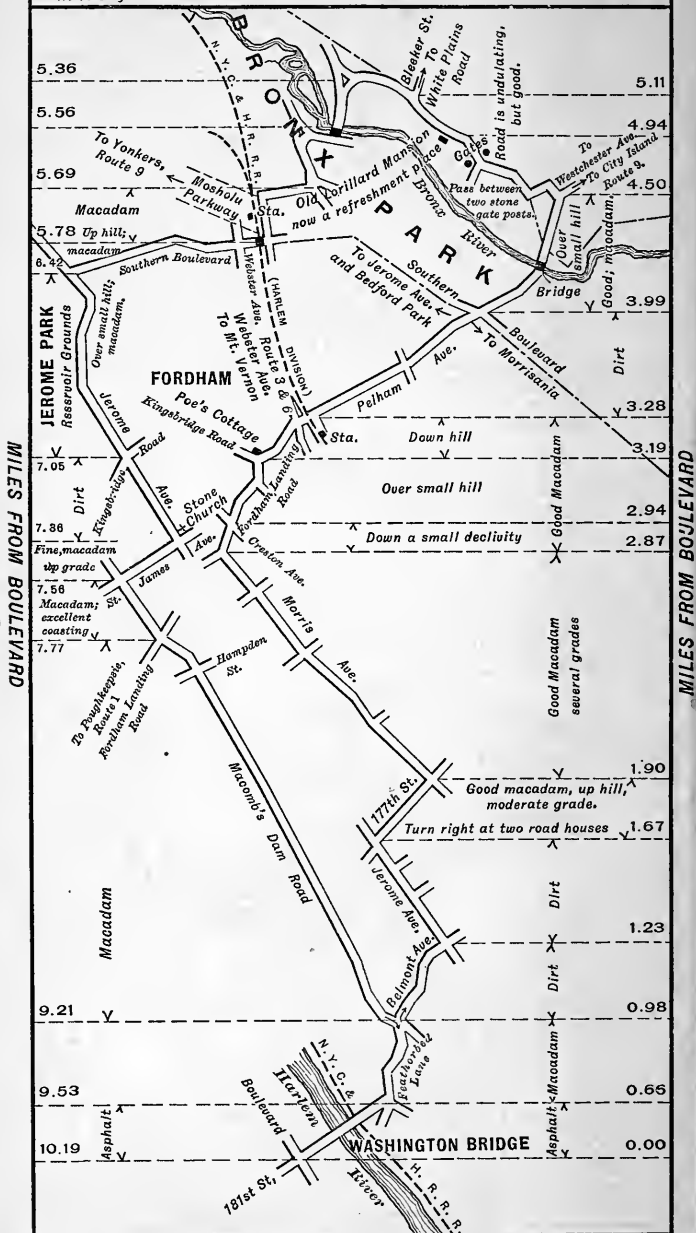 BRONX
PARK
N.Y.C. & H.R.R.R.
Bleeker St.
To
White Plains
Road
Road is undulating,
but good.
5.36
5.11
5.56
4.94
To Yonkers,
Route 9
Gates
To
Westchester Ave.
To City Island
Route 9.
5.69
4.50
Mosholu
Parkway
Sta.
Old Lorillard Mansion
now a refreshment place
Pass between
two stone
gate posts.
Bronx
River
Macadam
5.78
Up hill;
macadam
Southern Boulevard
6.42
Over
small hill
Good; macadam.
Bridge
To Jerome Ave.
and Bedford Park
Southern
Boulevard
To Morrisania
3.99
Over small hill;
macadam.
JEROME PARK
Reservoir Grounds
Webster Ave.
(HARLEM
DIVISION)
Route 3 & 6
Webster Ave.
To Mt. Vernon
FORDHAM
Poe's Cottage
Kingsbridge Road
Pelham Ave.
Dirt
3.28
Sta.
Down hill
3.19
Jerome
Ave.
Kingsbridge
Road
7.05
Dirt
Fordham Landing
Road
Over small hill
Good Macadam
2.94
Stone
Church
7.86
Down a small declivity
2.87
Fine, macadam
up grade
St.
James
Ave.
Creston Ave.
7.56
Macadam;
excellent
coasting
7.77
Morris
Ave.
Hampden
St.
Good Macadam
several grades
To Poughkeepsie,
Route 1
Fordham Landing
Road
MILES FROM BOULEVARD
MILES FROM BOULEVARD
1.90
177th St.
Good macadam, up hill,
moderate grade.
Turn right at two road houses
1.67
Macomb's
Dam
Road
Jerome Ave.
Dirt
Macadam
1.23
Belmont Ave.
Dirt
9.21
0.98
Featherbed
Lane
Macadam
N.Y.C. &
H.R.R.R.
Harlem
River
9.53
0.65
Boulevard
Asphalt
Asphalt
WASHINGTON BRIDGE
10.19
0.00
181st St,